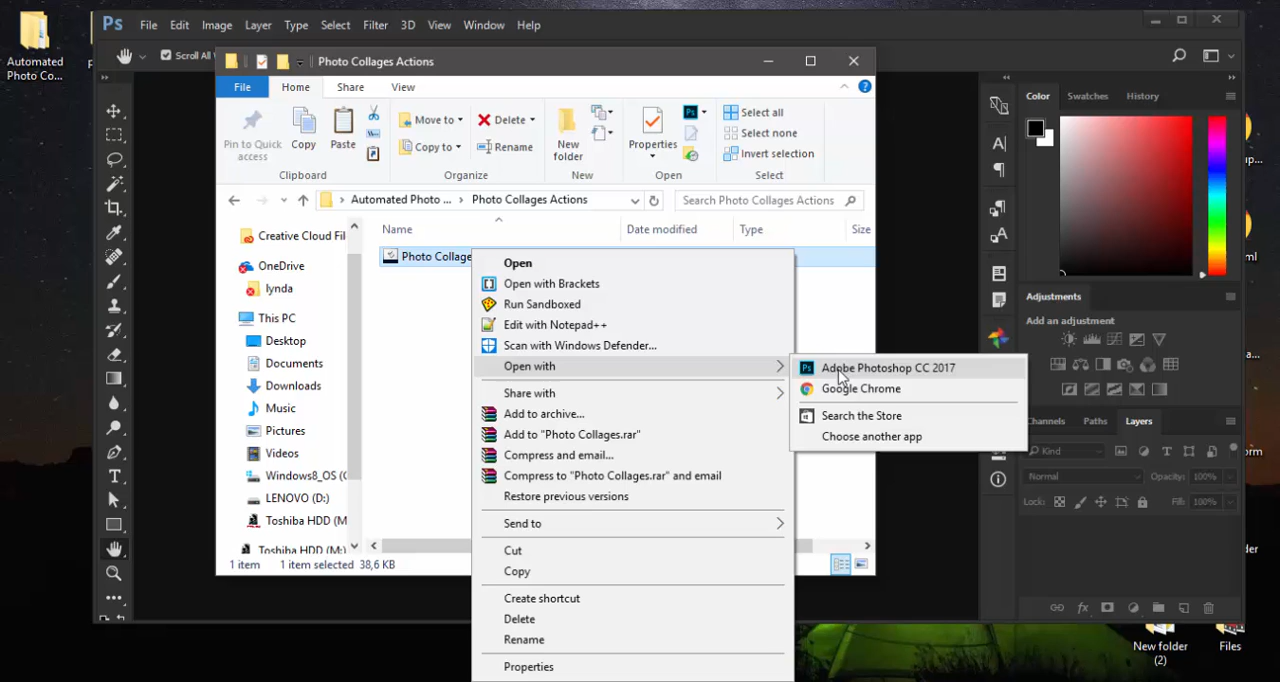 Automated
Photo Co...
Ps File Edit Image Layer Type Select Filter 3D View Window Help
Scroll All
Photo Collages Actions
File Home Share View
Pin to Quick
access
Copy
Paste
Move to
Copy to
Delete
Rename
New
folder
Properties
Select all
Select none
Invert selection
Clipboard Organize New Open Select
Automated Photo ... Photo Collages Actions
Search Photo Collages Actions
Name Date modified Type Size
Photo Collage
Creative Cloud Fil
OneDrive
lynda
This PC
Desktop
Documents
Downloads
Music
Pictures
Videos
Windows8_OS (
LENOVO (D:)
Toshiba HDD (M
Toshiba HDD (M
1 item 1 item selected 38,6 KB
Open
Open with Brackets
Run Sandboxed
Edit with Notepad++
Scan with Windows Defender...
Open with
Share with
Add to archive...
Add to "Photo Collages.rar"
Compress and email...
Compress to "Photo Collages.rar" and email
Restore previous versions
Send to
Cut
Copy
Create shortcut
Delete
Rename
Properties
Adobe Photoshop CC 2017
Google Chrome
Search the Store
Choose another app
Color Swatches History
Adjustments
Add an adjustment
hannels Paths Layers
Kind
Normal Opacity: 100%
Lock: Fill: 100%
New folder
(2)
Files